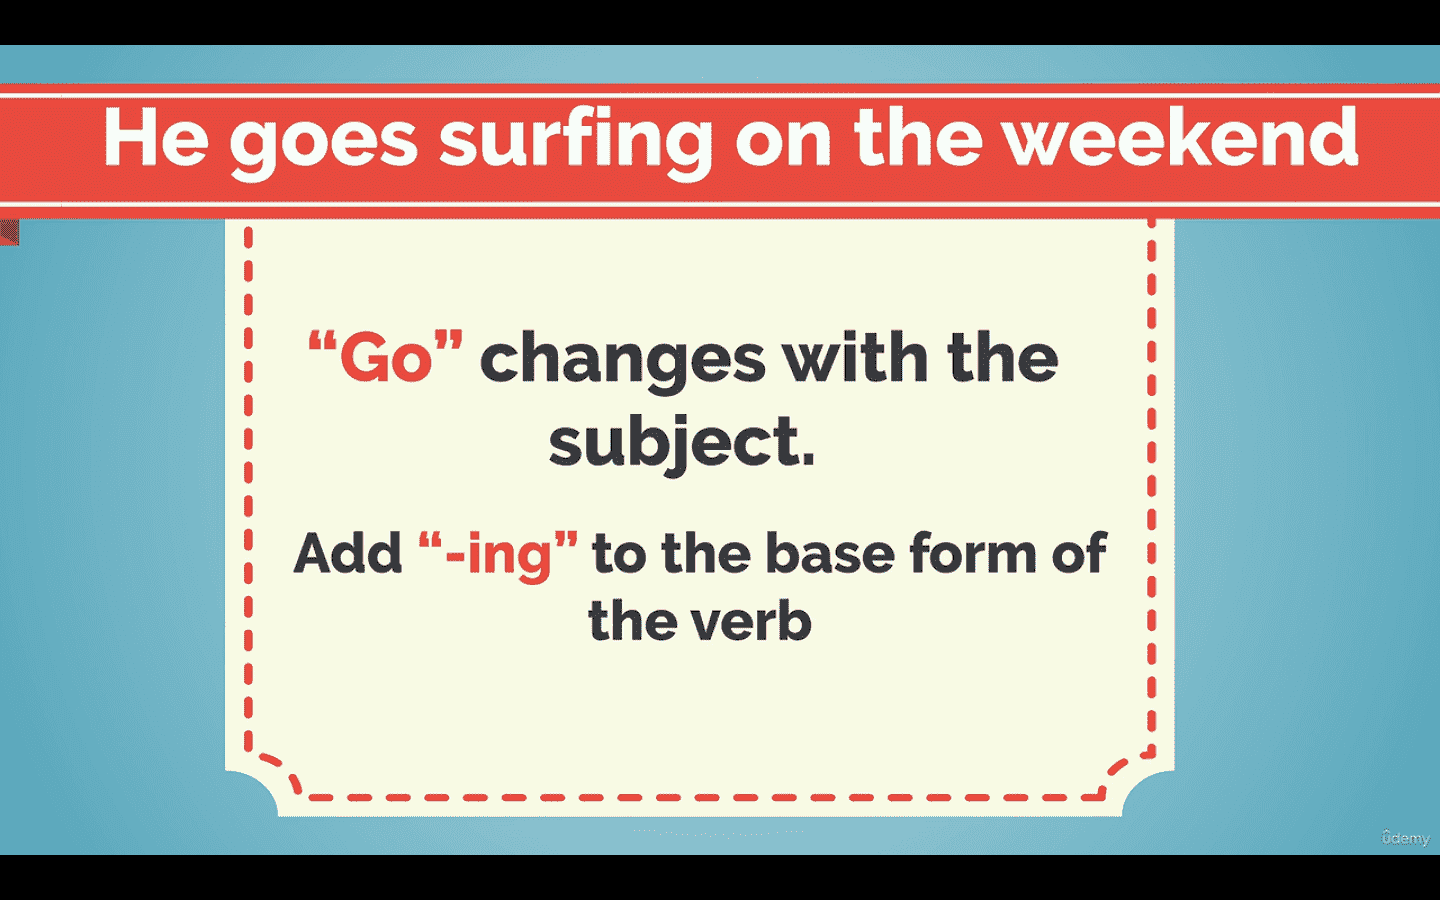 He goes surfing on the weekend
“Go” changes with the
subject.
Add “-ing” to the base form of
the verb
ûdemy